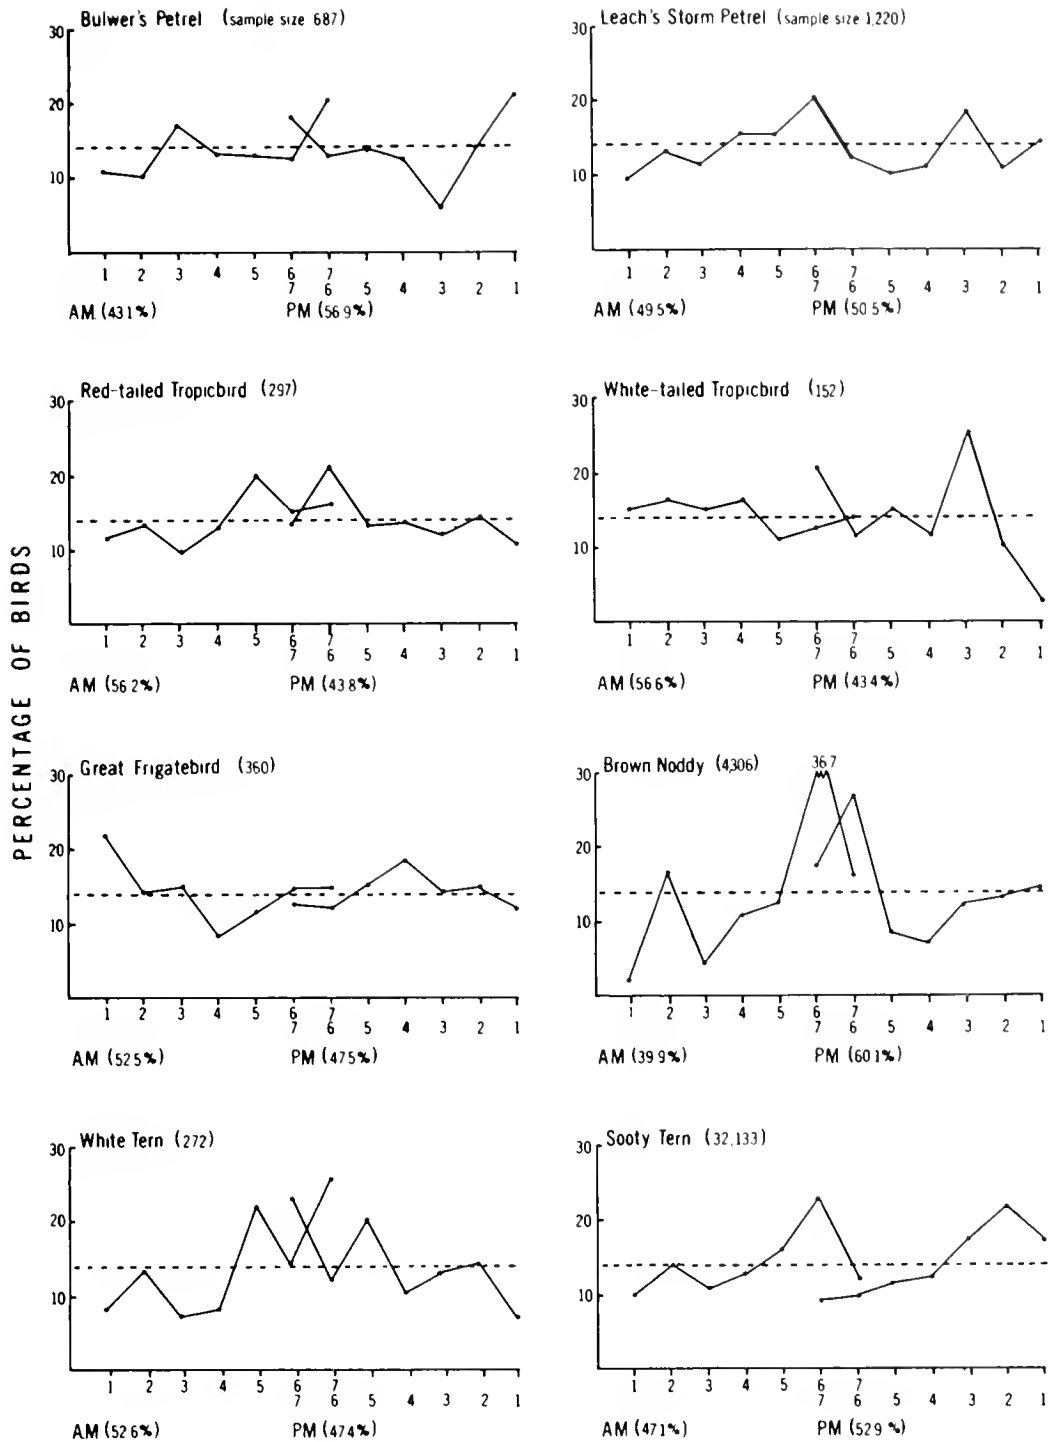 Bulwer's Petrel (sample size 687)
30
20
10
1 2 3 4 5 6 7
7 6 5 4 3 2 1
AM (43.1%) PM (56.9%)
Leach's Storm Petrel (sample size 1,220)
30
20
10
1 2 3 4 5 6 7
7 6 5 4 3 2 1
AM (49.5%) PM (50.5%)
PERCENTAGE OF BIRDS
Red-tailed Tropicbird (297)
30
20
10
1 2 3 4 5 6 7
7 6 5 4 3 2 1
AM (56.2%) PM (43.8%)
White-tailed Tropicbird (152)
30
20
10
1 2 3 4 5 6 7
7 6 5 4 3 2 1
AM (56.6%) PM (43.4%)
Great Frigatebird (360)
30
20
10
1 2 3 4 5 6 7
7 6 5 4 3 2 1
AM (52.5%) PM (47.5%)
Brown Noddy (4,306)
36.7
30
20
10
1 2 3 4 5 6 7
7 6 5 4 3 2 1
AM (39.9%) PM (60.1%)
White Tern (272)
30
20
10
1 2 3 4 5 6 7
7 6 5 4 3 2 1
AM (52.6%) PM (47.4%)
Sooty Tern (32,133)
30
20
10
1 2 3 4 5 6 7
7 6 5 4 3 2 1
AM (47.1%) PM (52.9%)